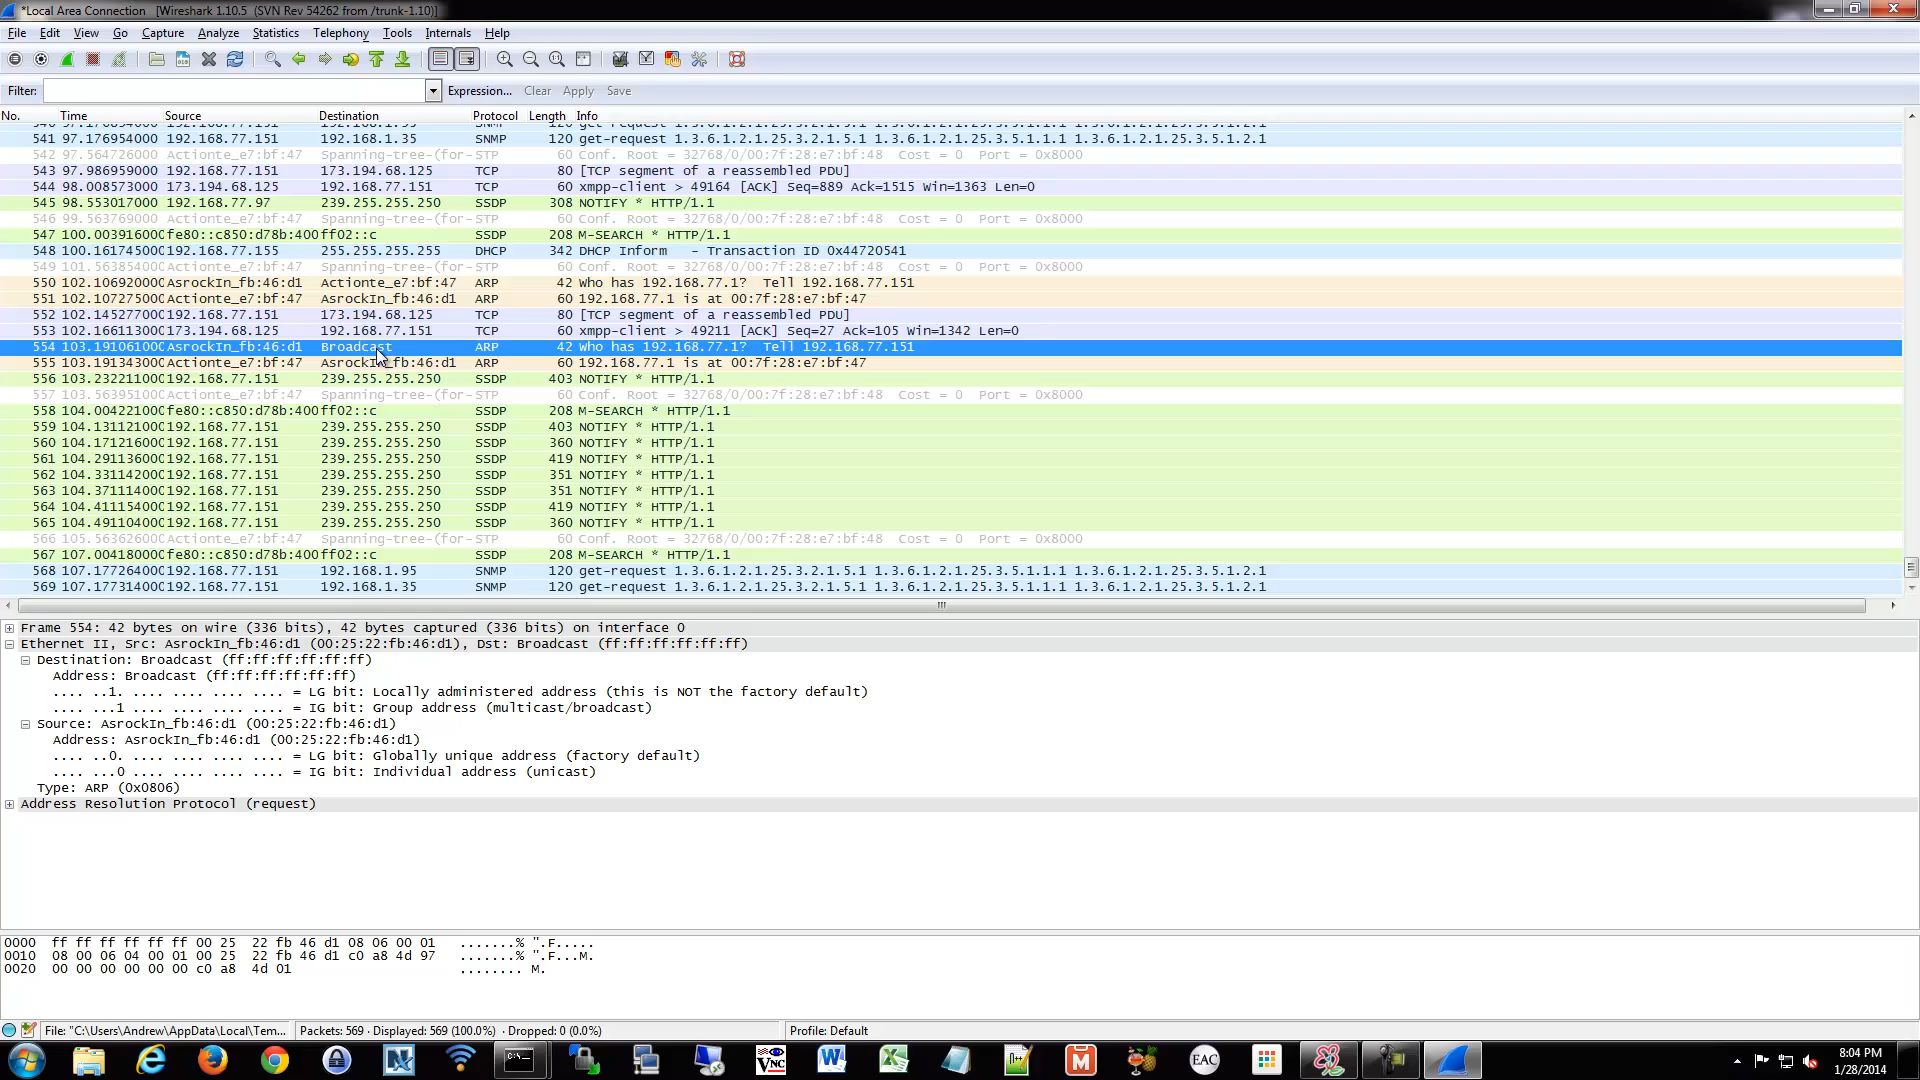 *Local Area Connection   [Wireshark 1.10.5  (SVN Rev 54262 from /trunk-1.10)]
File Edit View Go Capture Analyze Statistics Telephony Tools Internals Help
Filter: Expression... Clear Apply Save
No. Time Source Destination Protocol Length Info
541 97.176954000 192.168.77.151 192.168.1.35 SNMP 120 get-request 1.3.6.1.2.1.25.3.2.1.5.1 1.3.6.1.2.1.25.3.5.1.1.1 1.3.6.1.2.1.25.3.5.1.2.1
542 97.564726000 Actionte_e7:bf:47 Spanning-tree-(for- STP 60 Conf. Root = 32768/0/00:7f:28:e7:bf:48  Cost = 0  Port = 0x8000
543 97.986959000 192.168.77.151 173.194.68.125 TCP 80 [TCP segment of a reassembled PDU]
544 98.008573000 173.194.68.125 192.168.77.151 TCP 60 xmpp-client > 49164 [ACK] Seq=889 Ack=1515 Win=1363 Len=0
545 98.553017000 192.168.77.97 239.255.255.250 SSDP 308 NOTIFY * HTTP/1.1
546 99.563769000 Actionte_e7:bf:47 Spanning-tree-(for- STP 60 Conf. Root = 32768/0/00:7f:28:e7:bf:48  Cost = 0  Port = 0x8000
547 100.003916000 fe80::c850:d78b:400 ff02::c SSDP 208 M-SEARCH * HTTP/1.1
548 100.161745000 192.168.77.155 255.255.255.255 DHCP 342 DHCP Inform   - Transaction ID 0x44720541
549 101.563854000 Actionte_e7:bf:47 Spanning-tree-(for- STP 60 Conf. Root = 32768/0/00:7f:28:e7:bf:48  Cost = 0  Port = 0x8000
550 102.106920000 AsrockIn_fb:46:d1 Actionte_e7:bf:47 ARP 42 Who has 192.168.77.1?  Tell 192.168.77.151
551 102.107275000 Actionte_e7:bf:47 AsrockIn_fb:46:d1 ARP 60 192.168.77.1 is at 00:7f:28:e7:bf:47
552 102.145277000 192.168.77.151 173.194.68.125 TCP 80 [TCP segment of a reassembled PDU]
553 102.166113000 173.194.68.125 192.168.77.151 TCP 60 xmpp-client > 49211 [ACK] Seq=27 Ack=105 Win=1342 Len=0
554 103.191061000 AsrockIn_fb:46:d1 Broadcast ARP 42 Who has 192.168.77.1?  Tell 192.168.77.151
555 103.191343000 Actionte_e7:bf:47 AsrockIn_fb:46:d1 ARP 60 192.168.77.1 is at 00:7f:28:e7:bf:47
556 103.232211000 192.168.77.151 239.255.255.250 SSDP 403 NOTIFY * HTTP/1.1
557 103.563951000 Actionte_e7:bf:47 Spanning-tree-(for- STP 60 Conf. Root = 32768/0/00:7f:28:e7:bf:48  Cost = 0  Port = 0x8000
558 104.004221000 fe80::c850:d78b:400 ff02::c SSDP 208 M-SEARCH * HTTP/1.1
559 104.131121000 192.168.77.151 239.255.255.250 SSDP 403 NOTIFY * HTTP/1.1
560 104.171216000 192.168.77.151 239.255.255.250 SSDP 360 NOTIFY * HTTP/1.1
561 104.291136000 192.168.77.151 239.255.255.250 SSDP 419 NOTIFY * HTTP/1.1
562 104.331142000 192.168.77.151 239.255.255.250 SSDP 351 NOTIFY * HTTP/1.1
563 104.371114000 192.168.77.151 239.255.255.250 SSDP 351 NOTIFY * HTTP/1.1
564 104.411154000 192.168.77.151 239.255.255.250 SSDP 419 NOTIFY * HTTP/1.1
565 104.491104000 192.168.77.151 239.255.255.250 SSDP 360 NOTIFY * HTTP/1.1
566 105.563626000 Actionte_e7:bf:47 Spanning-tree-(for- STP 60 Conf. Root = 32768/0/00:7f:28:e7:bf:48  Cost = 0  Port = 0x8000
567 107.004180000 fe80::c850:d78b:400 ff02::c SSDP 208 M-SEARCH * HTTP/1.1
568 107.177264000 192.168.77.151 192.168.1.95 SNMP 120 get-request 1.3.6.1.2.1.25.3.2.1.5.1 1.3.6.1.2.1.25.3.5.1.1.1 1.3.6.1.2.1.25.3.5.1.2.1
569 107.177314000 192.168.77.151 192.168.1.35 SNMP 120 get-request 1.3.6.1.2.1.25.3.2.1.5.1 1.3.6.1.2.1.25.3.5.1.1.1 1.3.6.1.2.1.25.3.5.1.2.1
Frame 554: 42 bytes on wire (336 bits), 42 bytes captured (336 bits) on interface 0
Ethernet II, Src: AsrockIn_fb:46:d1 (00:25:22:fb:46:d1), Dst: Broadcast (ff:ff:ff:ff:ff:ff)
Destination: Broadcast (ff:ff:ff:ff:ff:ff)
Address: Broadcast (ff:ff:ff:ff:ff:ff)
.... ..1. .... .... .... .... = LG bit: Locally administered address (this is NOT the factory default)
.... ...1 .... .... .... .... = IG bit: Group address (multicast/broadcast)
Source: AsrockIn_fb:46:d1 (00:25:22:fb:46:d1)
Address: AsrockIn_fb:46:d1 (00:25:22:fb:46:d1)
.... ..0. .... .... .... .... = LG bit: Globally unique address (factory default)
.... ...0 .... .... .... .... = IG bit: Individual address (unicast)
Type: ARP (0x0806)
Address Resolution Protocol (request)
0000  ff ff ff ff ff ff 00 25  22 fb 46 d1 08 06 00 01   .......% ".F.....
0010  08 00 06 04 00 01 00 25  22 fb 46 d1 c0 a8 4d 97   .......% ".F...M.
0020  00 00 00 00 00 00 c0 a8  4d 01   ........ M.
File: "C:\Users\Andrew\AppData\Local\Tem... Packets: 569 · Displayed: 569 (100.0%) · Dropped: 0 (0.0%) Profile: Default
VNC W X M EAC
8:04 PM
1/28/2014